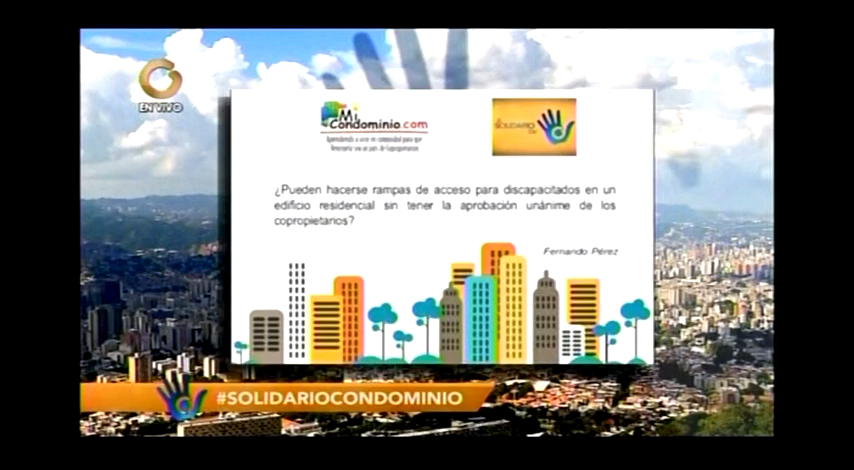 EN VIVO
Mi
Condominio.com
SOLIDARIO
¿Pueden hacerse rampas de acceso para discapacitados en un
edificio residencial sin tener la aprobación unánime de los
copropietarios?
Fernando Pérez
#SOLIDARIOCONDOMINIO